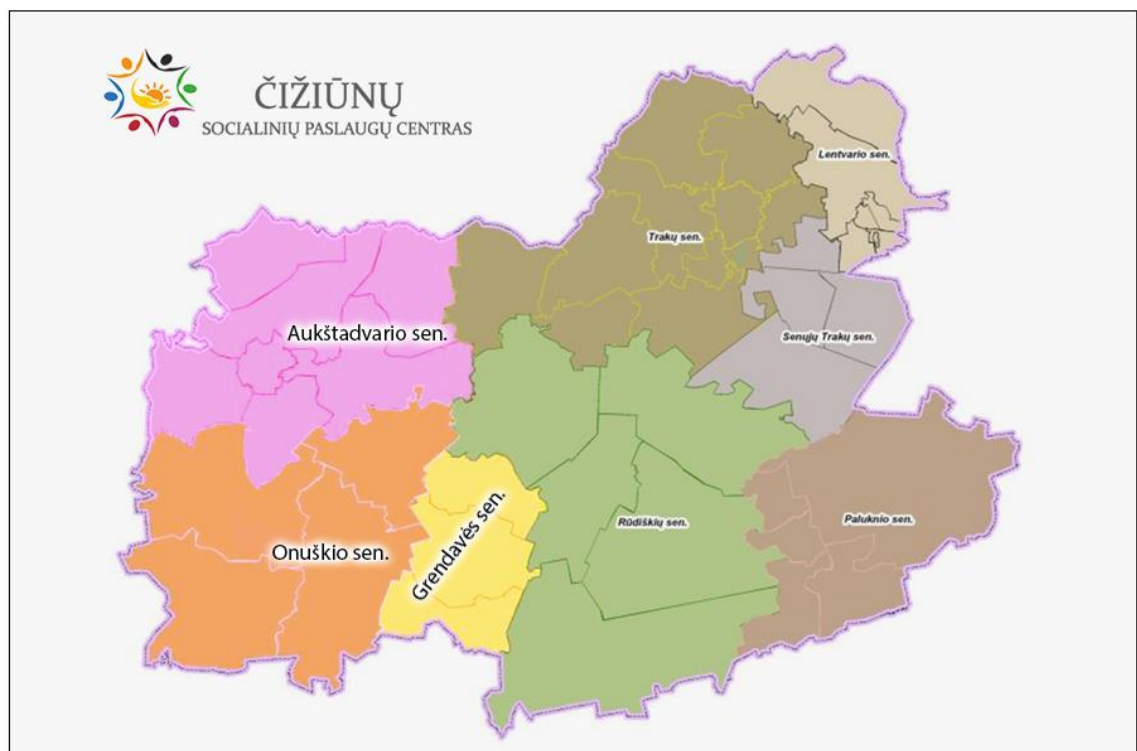 ČIŽIŪNŲ
SOCIALINIŲ PASLAUGŲ CENTRAS
Lentvario sen.
Trakų sen.
Aukštadvario sen.
Senųjų Trakų sen.
Grendavės sen.
Rūdiškių sen.
Paluknio sen.
Onuškio sen.